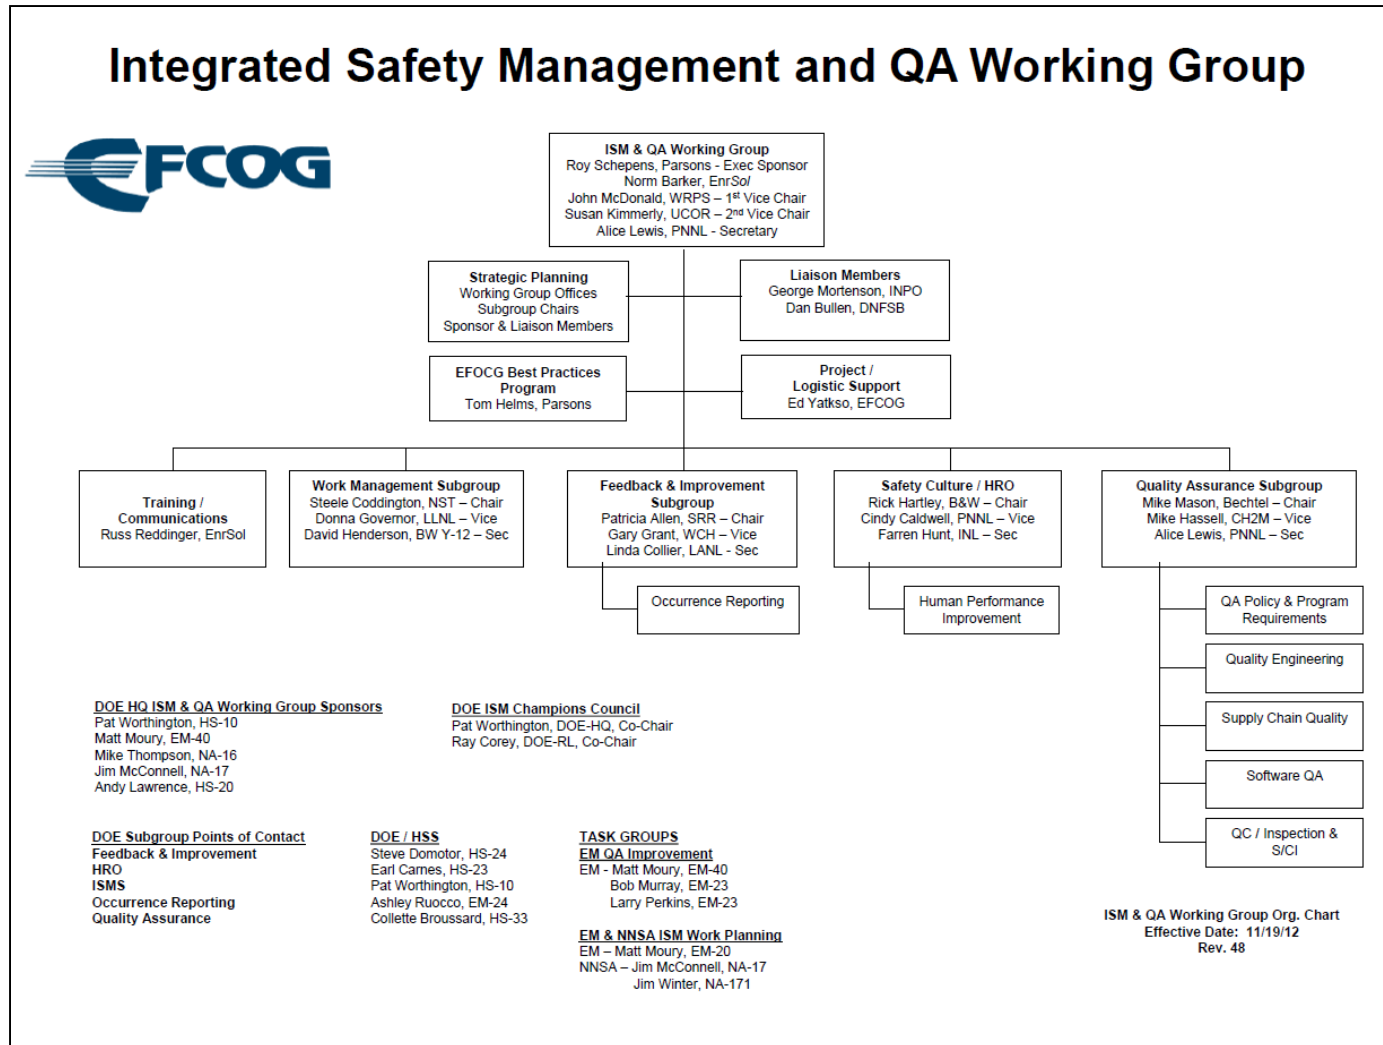 Integrated Safety Management and QA Working Group
EFCOG
ISM & QA Working Group
Roy Schepens, Parsons - Exec Sponsor
Norm Barker, EnrSol
John McDonald, WRPS – 1st Vice Chair
Susan Kimmerly, UCOR – 2nd Vice Chair
Alice Lewis, PNNL - Secretary
Strategic Planning
Working Group Offices
Subgroup Chairs
Sponsor & Liaison Members
Liaison Members
George Mortenson, INPO
Dan Bullen, DNFSB
EFOCG Best Practices
Program
Tom Helms, Parsons
Project /
Logistic Support
Ed Yatkso, EFCOG
Training /
Communications
Russ Reddinger, EnrSol
Work Management Subgroup
Steele Coddington, NST – Chair
Donna Governor, LLNL – Vice
David Henderson, BW Y-12 – Sec
Feedback & Improvement
Subgroup
Patricia Allen, SRR – Chair
Gary Grant, WCH – Vice
Linda Collier, LANL - Sec
Safety Culture / HRO
Rick Hartley, B&W – Chair
Cindy Caldwell, PNNL – Vice
Farren Hunt, INL – Sec
Quality Assurance Subgroup
Mike Mason, Bechtel – Chair
Mike Hassell, CH2M – Vice
Alice Lewis, PNNL – Sec
Occurrence Reporting
Human Performance
Improvement
QA Policy & Program
Requirements
Quality Engineering
Supply Chain Quality
Software QA
QC / Inspection &
S/CI
DOE HQ ISM & QA Working Group Sponsors
Pat Worthington, HS-10
Matt Moury, EM-40
Mike Thompson, NA-16
Jim McConnell, NA-17
Andy Lawrence, HS-20
DOE ISM Champions Council
Pat Worthington, DOE-HQ, Co-Chair
Ray Corey, DOE-RL, Co-Chair
DOE Subgroup Points of Contact
Feedback & Improvement
HRO
ISMS
Occurrence Reporting
Quality Assurance
DOE / HSS
Steve Domotor, HS-24
Earl Carnes, HS-23
Pat Worthington, HS-10
Ashley Ruocco, EM-24
Collette Broussard, HS-33
TASK GROUPS
EM QA Improvement
EM - Matt Moury, EM-40
Bob Murray, EM-23
Larry Perkins, EM-23
EM & NNSA ISM Work Planning
EM – Matt Moury, EM-20
NNSA – Jim McConnell, NA-17
Jim Winter, NA-171
ISM & QA Working Group Org. Chart
Effective Date: 11/19/12
Rev. 48